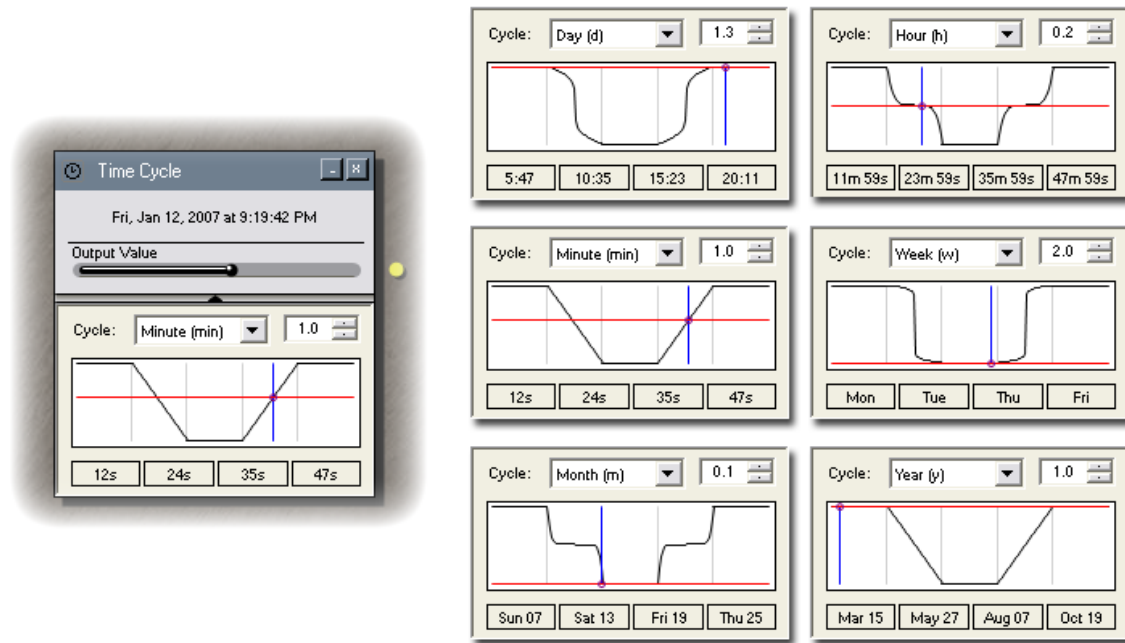 Time Cycle
Fri, Jan 12, 2007 at 9:19:42 PM
Output Value
Cycle: Minute (min) 1.0
12s 24s 35s 47s
Cycle: Day (d) 1.3
5:47 10:35 15:23 20:11
Cycle: Hour (h) 0.2
11m 59s 23m 59s 35m 59s 47m 59s
Cycle: Minute (min) 1.0
12s 24s 35s 47s
Cycle: Week (w) 2.0
Mon Tue Thu Fri
Cycle: Month (m) 0.1
Sun 07 Sat 13 Fri 19 Thu 25
Cycle: Year (y) 1.0
Mar 15 May 27 Aug 07 Oct 19